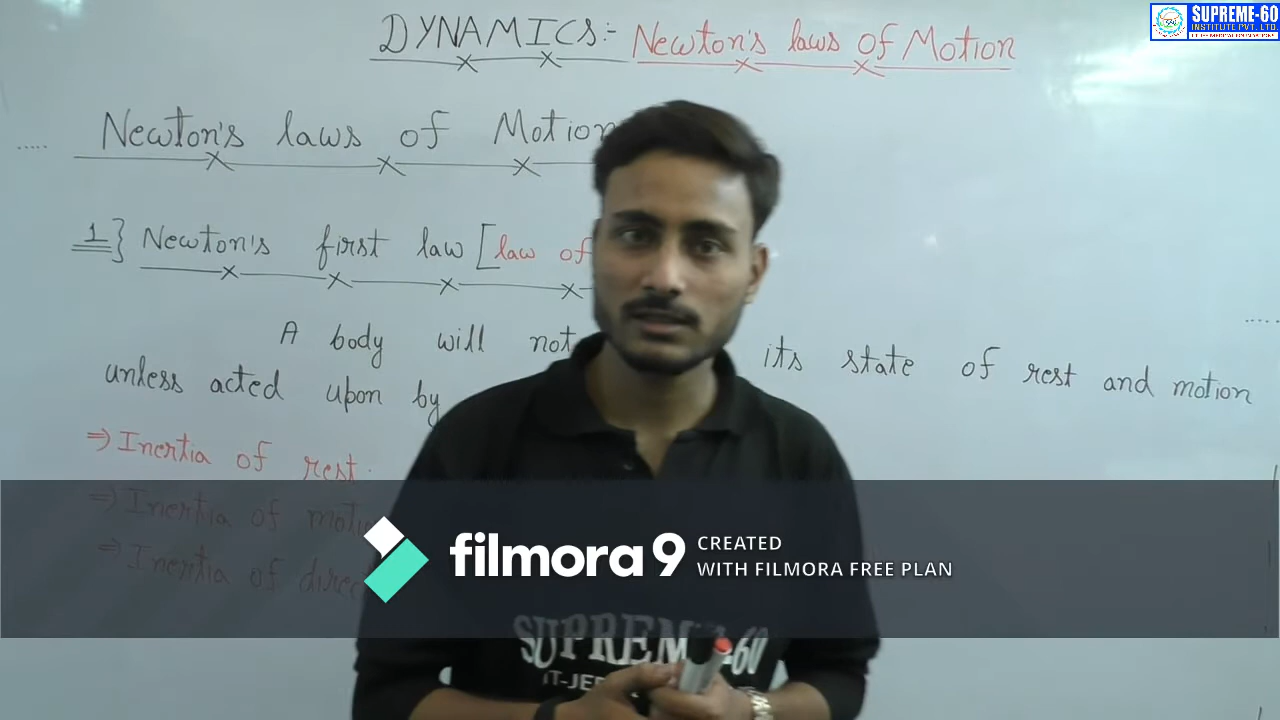 DYNAMICS:- Newton's laws of Motion
SUPREME-60
INSTITUTE PVT. LTD.
Newton's laws of Motion
1} Newton's first law [law of
A body will not its state of rest and motion
unless acted upon by
⇒ Inertia of rest.
⇒ Inertia of
⇒ Inertia of
filmora 9 CREATED
WITH FILMORA FREE PLAN
SUPREM -60